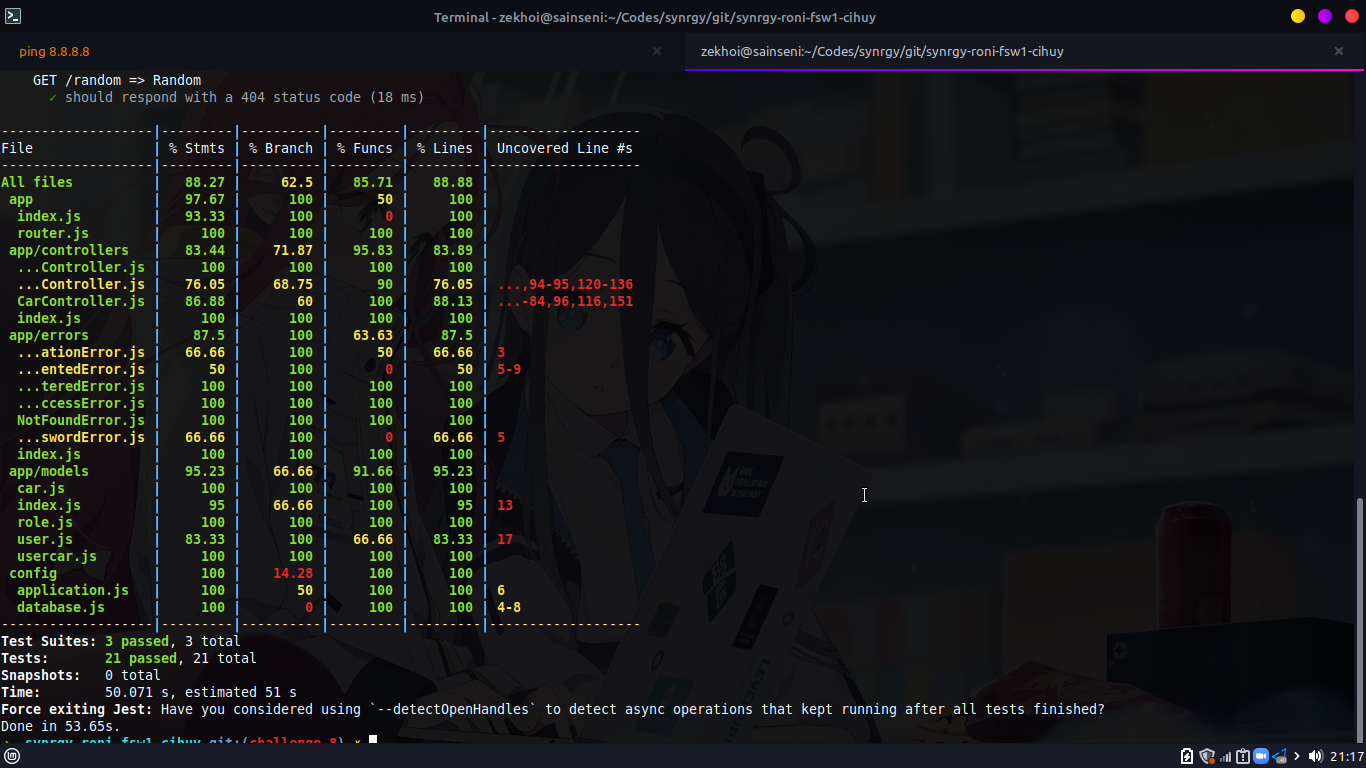 Terminal - zekhoi@sainseni:~/Codes/synrgy/git/synrgy-roni-fsw1-cihuy
ping 8.8.8.8 × zekhoi@sainseni:~/Codes/synrgy/git/synrgy-roni-fsw1-cihuy ×
GET /random => Random
✓ should respond with a 404 status code (18 ms)
-------------------|---------|----------|---------|---------|-------------------
File | % Stmts | % Branch | % Funcs | % Lines | Uncovered Line #s
-------------------|---------|----------|---------|---------|-------------------
All files | 88.27 | 62.5 | 85.71 | 88.88 |
app | 97.67 | 100 | 50 | 100 |
index.js | 93.33 | 100 | 0 | 100 |
router.js | 100 | 100 | 100 | 100 |
app/controllers | 83.44 | 71.87 | 95.83 | 83.89 |
...Controller.js | 100 | 100 | 100 | 100 |
...Controller.js | 76.05 | 68.75 | 90 | 76.05 | ...,94-95,120-136
CarController.js | 86.88 | 60 | 100 | 88.13 | ...-84,96,116,151
index.js | 100 | 100 | 100 | 100 |
app/errors | 87.5 | 100 | 63.63 | 87.5 |
...ationError.js | 66.66 | 100 | 50 | 66.66 | 3
...entedError.js | 50 | 100 | 0 | 50 | 5-9
...teredError.js | 100 | 100 | 100 | 100 |
...ccessError.js | 100 | 100 | 100 | 100 |
NotFoundError.js | 100 | 100 | 100 | 100 |
...swordError.js | 66.66 | 100 | 0 | 66.66 | 5
index.js | 100 | 100 | 100 | 100 |
app/models | 95.23 | 66.66 | 91.66 | 95.23 |
car.js | 100 | 100 | 100 | 100 |
index.js | 95 | 66.66 | 100 | 95 | 13
role.js | 100 | 100 | 100 | 100 |
user.js | 83.33 | 100 | 66.66 | 83.33 | 17
usercar.js | 100 | 100 | 100 | 100 |
config | 100 | 14.28 | 100 | 100 |
application.js | 100 | 50 | 100 | 100 | 6
database.js | 100 | 0 | 100 | 100 | 4-8
-------------------|---------|----------|---------|---------|-------------------
Test Suites: 3 passed, 3 total
Tests: 21 passed, 21 total
Snapshots: 0 total
Time: 50.071 s, estimated 51 s
Force exiting Jest: Have you considered using `--detectOpenHandles` to detect async operations that kept running after all tests finished?
Done in 53.65s.
synrgy-roni-fsw1-cihuy git:(challenge-8)
21:17